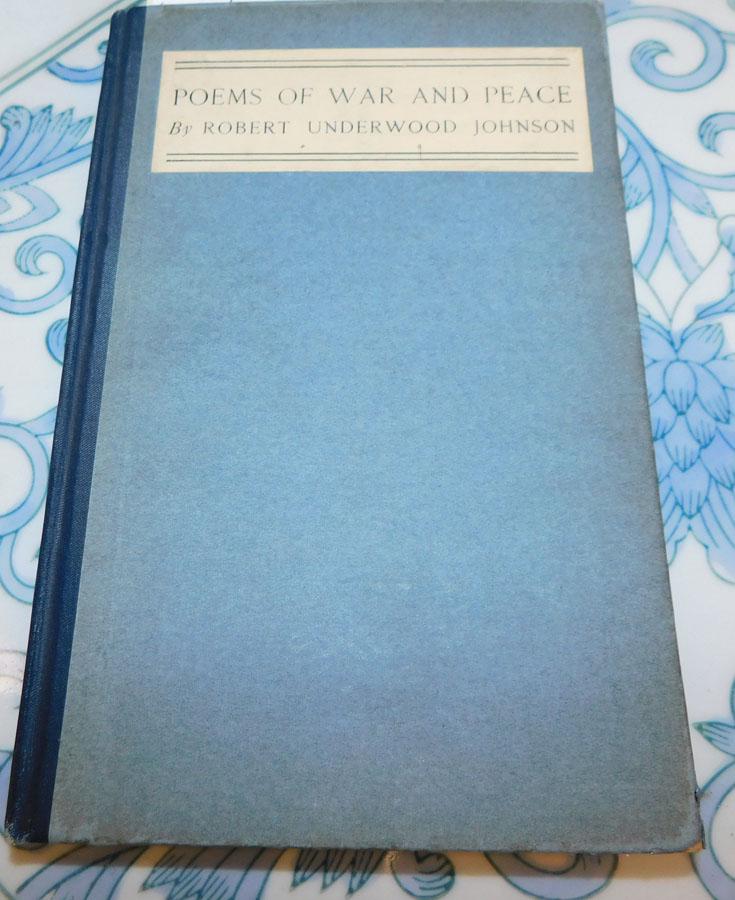 POEMS OF WAR AND PEACE
By ROBERT UNDERWOOD JOHNSON